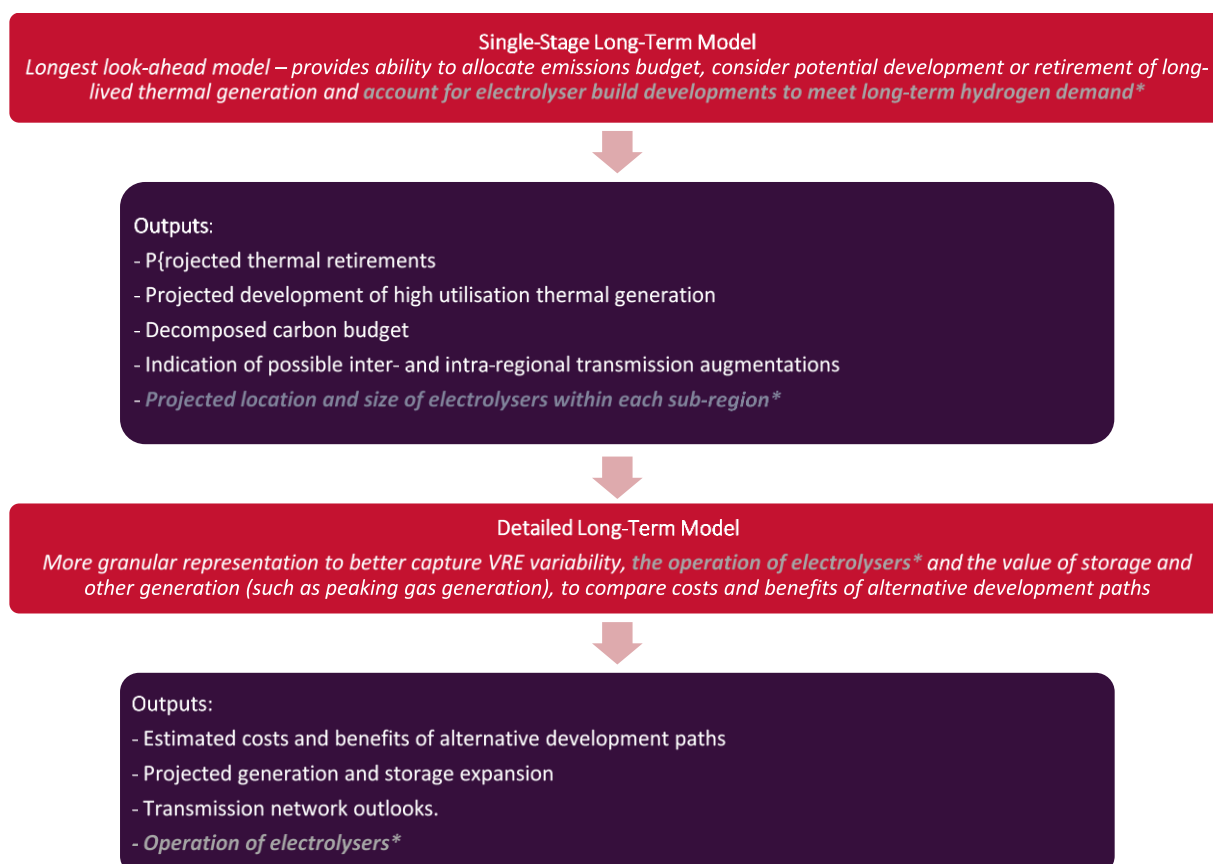 Single-Stage Long-Term Model
Longest look-ahead model – provides ability to allocate emissions budget, consider potential development or retirement of long-
lived thermal generation and account for electrolyser build developments to meet long-term hydrogen demand*
Outputs:
- P{rojected thermal retirements
- Projected development of high utilisation thermal generation
- Decomposed carbon budget
- Indication of possible inter- and intra-regional transmission augmentations
- Projected location and size of electrolysers within each sub-region*
Detailed Long-Term Model
More granular representation to better capture VRE variability, the operation of electrolysers* and the value of storage and
other generation (such as peaking gas generation), to compare costs and benefits of alternative development paths
Outputs:
- Estimated costs and benefits of alternative development paths
- Projected generation and storage expansion
- Transmission network outlooks.
- Operation of electrolysers*